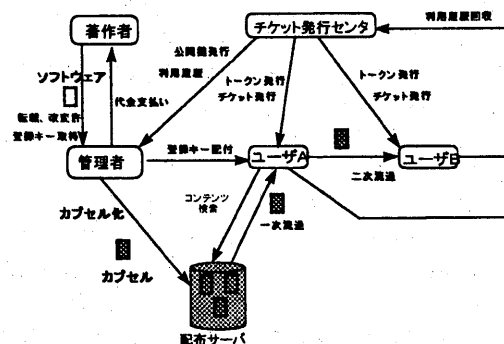 著作者
チケット発行センタ
利用履歴回収
公開鍵発行
利用履歴
ソフトウェア
代金支払い
トークン発行
チケット発行
トークン発行
チケット発行
転載、改変許
登録キー取得
管理者
登録キー配付
ユーザA
ユーザB
二次流通
カプセル化
コンテンツ
検索
一次流通
カプセル
配布サーバ